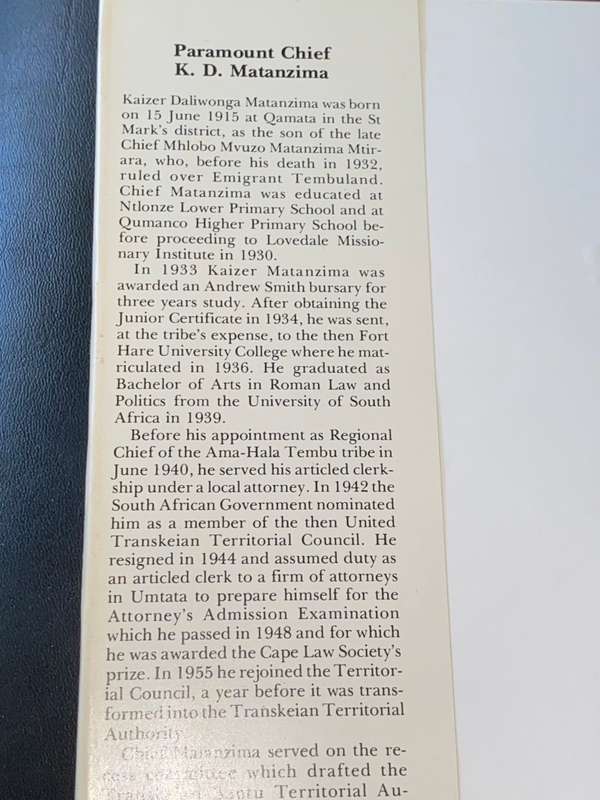 Paramount Chief
K. D. Matanzima
Kaizer Daliwonga Matanzima was born
on 15 June 1915 at Qamata in the St
Mark's district, as the son of the late
Chief Mhlobo Mvuzo Matanzima Mtir-
ara, who, before his death in 1932,
ruled over Emigrant Tembuland.
Chief Matanzima was educated at
Ntlonze Lower Primary School and at
Qumanco Higher Primary School be-
fore proceeding to Lovedale Missio-
nary Institute in 1930.
In 1933 Kaizer Matanzima was
awarded an Andrew Smith bursary for
three years study. After obtaining the
Junior Certificate in 1934, he was sent,
at the tribe's expense, to the then Fort
Hare University College where he mat-
riculated in 1936. He graduated as
Bachelor of Arts in Roman Law and
Politics from the University of South
Africa in 1939.
Before his appointment as Regional
Chief of the Ama-Hala Tembu tribe in
June 1940, he served his articled clerk-
ship under a local attorney. In 1942 the
South African Government nominated
him as a member of the then United
Transkeian Territorial Council. He
resigned in 1944 and assumed duty as
an articled clerk to a firm of attorneys
in Umtata to prepare himself for the
Attorney's Admission Examination
which he passed in 1948 and for which
he was awarded the Cape Law Society's
prize. In 1955 he rejoined the Territor-
ial Council, a year before it was trans-
formed into the Transkeian Territorial
Authority.
Chief Matanzima served on the re-
cess committee which drafted the
Transkeian Bantu Territorial Au-